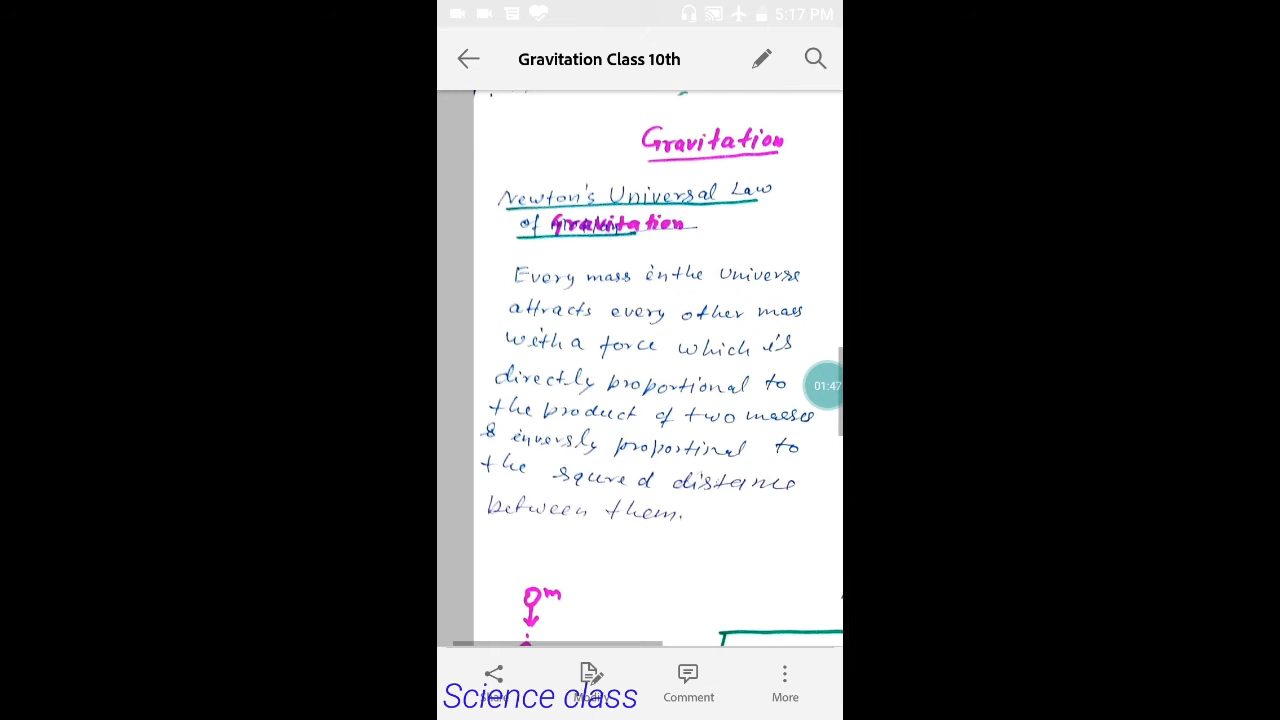 5:17 PM
Gravitation Class 10th
Gravitation
Newton's Universal Law
of Gravitation
Every mass in the Universe
attracts every other mass
with a force which is
directly proportional to
01:47
the product of two masses
& inversly proportinal to
the squred distance
between them.
m
Share Modify Comment More
Science class